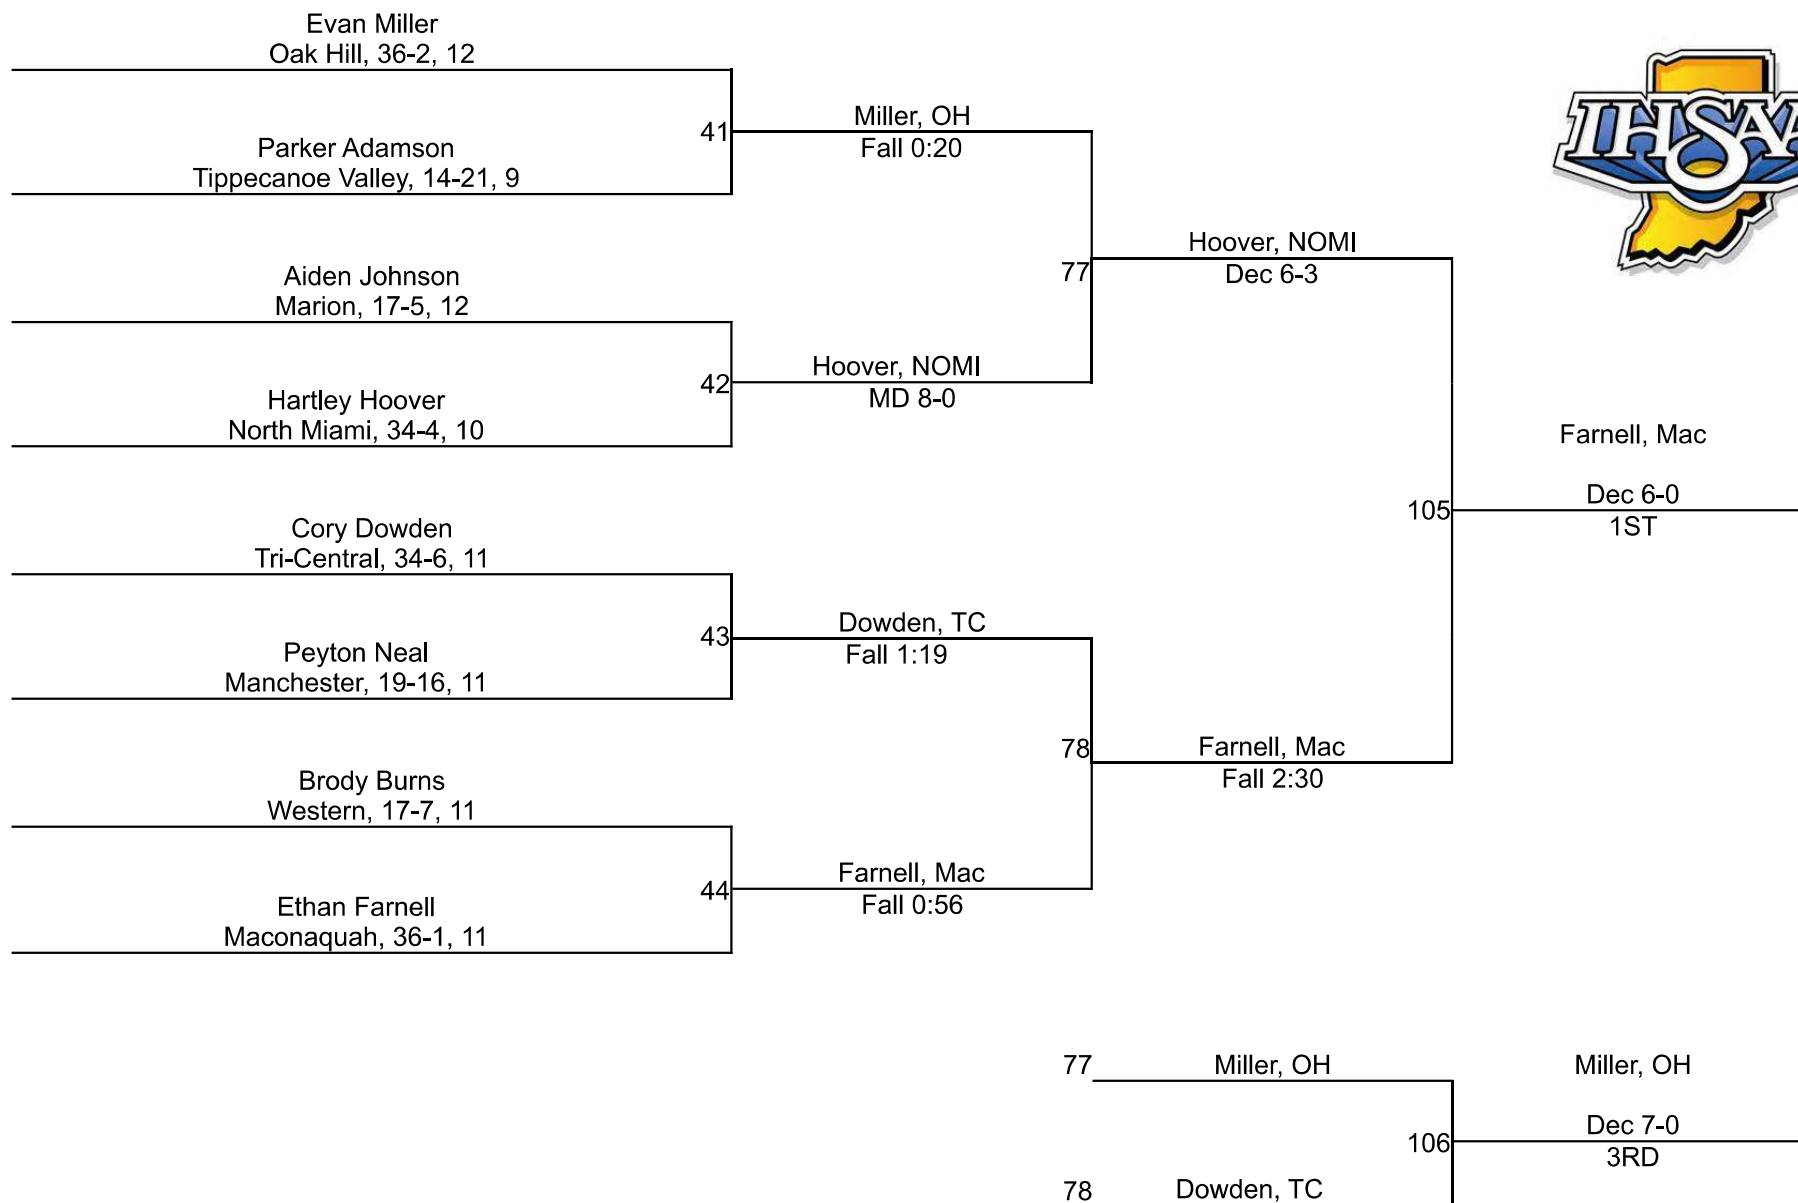 Evan Miller
Oak Hill, 36-2, 12
41
Parker Adamson
Tippecanoe Valley, 14-21, 9
Miller, OH
Fall 0:20
Aiden Johnson
Marion, 17-5, 12
42
Hartley Hoover
North Miami, 34-4, 10
Hoover, NOMI
MD 8-0
77
Hoover, NOMI
Dec 6-3
Cory Dowden
Tri-Central, 34-6, 11
43
Peyton Neal
Manchester, 19-16, 11
Dowden, TC
Fall 1:19
Brody Burns
Western, 17-7, 11
44
Ethan Farnell
Maconaquah, 36-1, 11
Farnell, Mac
Fall 0:56
78
Farnell, Mac
Fall 2:30
105
Farnell, Mac
Dec 6-0
1ST
IHSAA
77
Miller, OH
78
Dowden, TC
106
Miller, OH
Dec 7-0
3RD